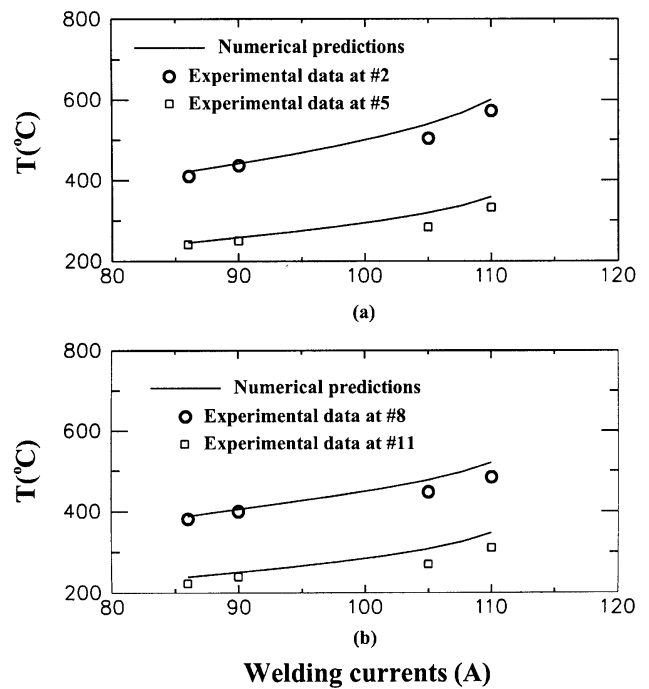 800
Numerical predictions
Experimental data at #2
600
Experimental data at #5
T(°C)
400
200
80 90 100 110 120
(a)
800
Numerical predictions
Experimental data at #8
600
Experimental data at #11
T(°C)
400
200
80 90 100 110 120
(b)
Welding currents (A)